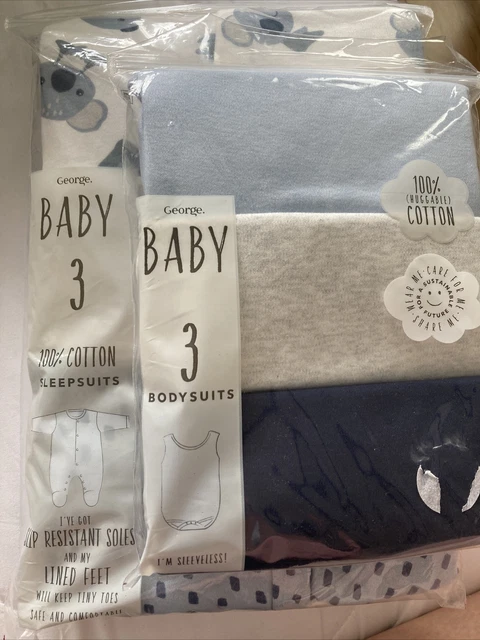 George.
BABY
3
100% COTTON
SLEEPSUITS
I'VE GOT
RESISTANT SOLES
AND MY
LINED FEET
WILL KEEP TINY TOES
SAFE AND COMFORTABLE
George.
BABY
3
BODYSUITS
I'M SLEEVELESS!
100%
(HUGGABLE)
COTTON
WEAR ME · CARE FOR ME · SHARE ME ·
FOR A SUSTAINABLE FUTURE